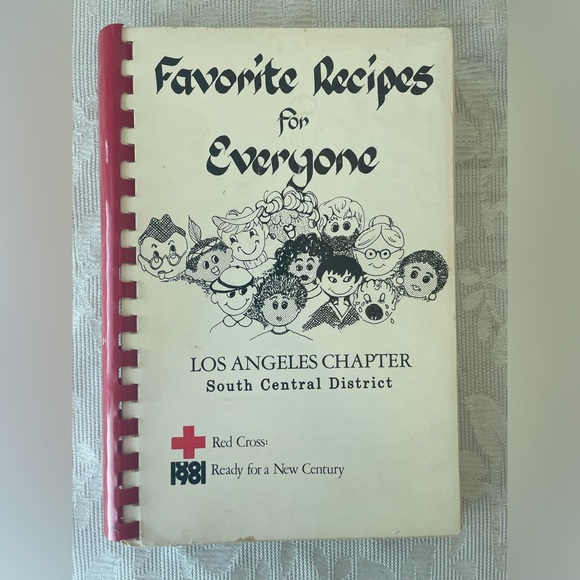 Favorite Recipes
for
Everyone
LOS ANGELES CHAPTER
South Central District
Red Cross:
1881 1981 Ready for a New Century